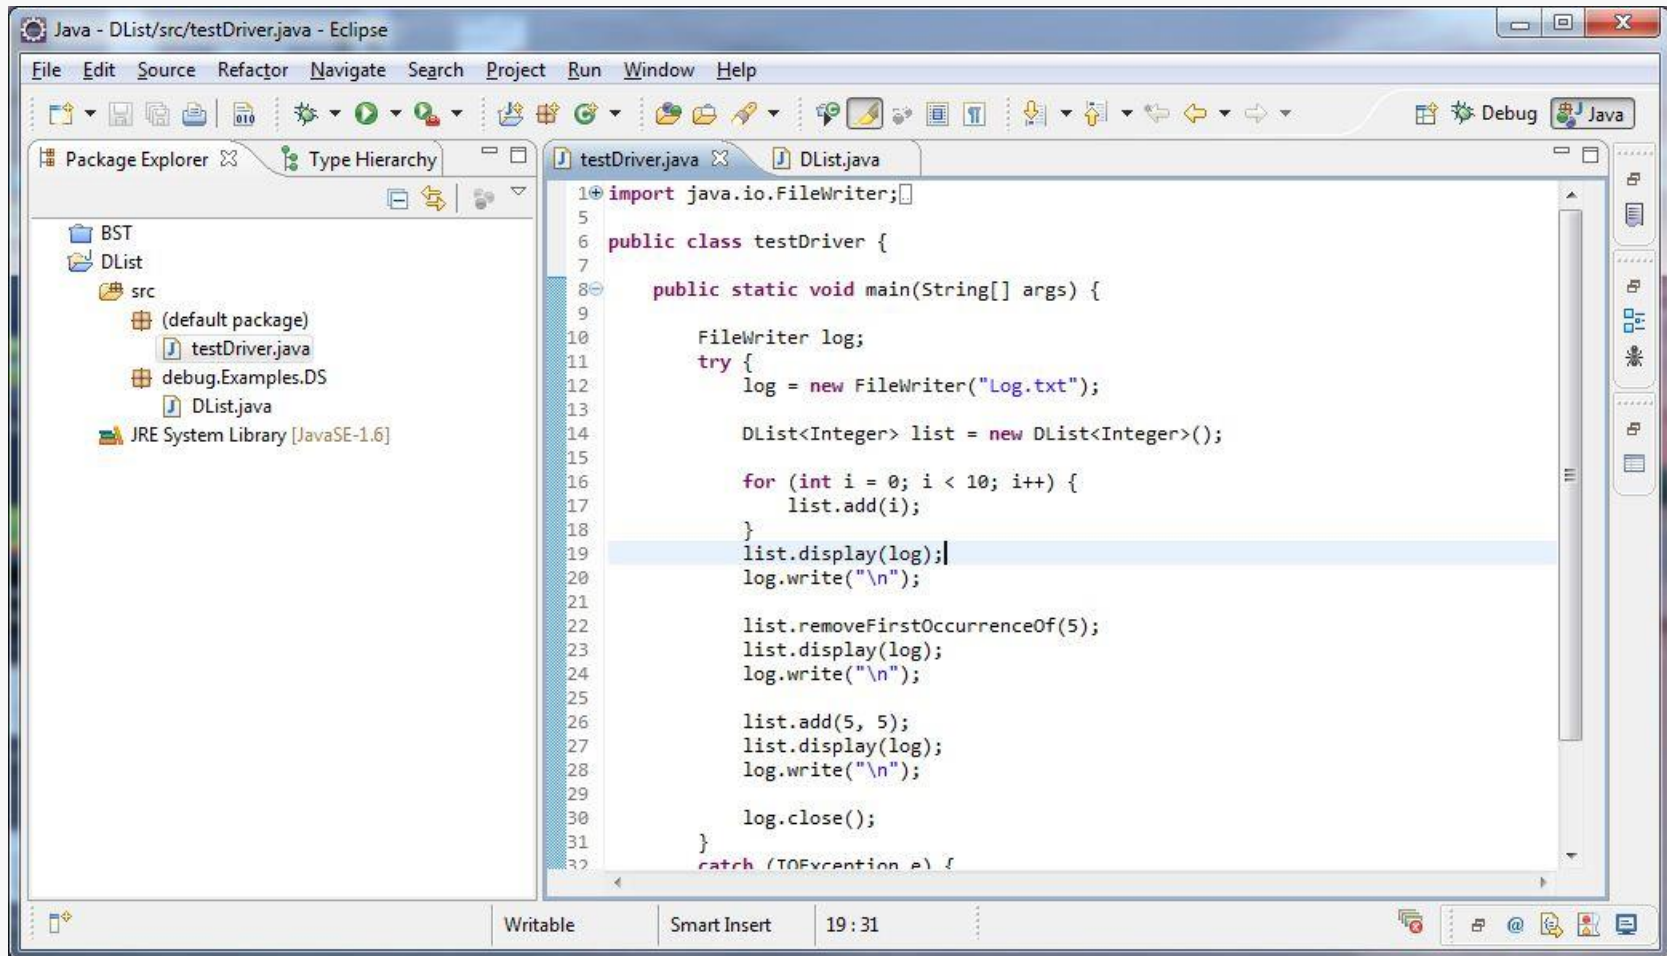 Java - DList/src/testDriver.java - Eclipse
File Edit Source Refactor Navigate Search Project Run Window Help
Debug Java
Package Explorer Type Hierarchy
BST
DList
src
(default package)
testDriver.java
debug.Examples.DS
DList.java
JRE System Library [JavaSE-1.6]
testDriver.java DList.java
1 import java.io.FileWriter;
5
6 public class testDriver {
7
8 public static void main(String[] args) {
9
10 FileWriter log;
11 try {
12 log = new FileWriter("Log.txt");
13
14 DList<Integer> list = new DList<Integer>();
15
16 for (int i = 0; i < 10; i++) {
17 list.add(i);
18 }
19 list.display(log);
20 log.write("\n");
21
22 list.removeFirstOccurrenceOf(5);
23 list.display(log);
24 log.write("\n");
25
26 list.add(5, 5);
27 list.display(log);
28 log.write("\n");
29
30 log.close();
31 }
32 catch (IOException e) {
Writable Smart Insert 19 : 31